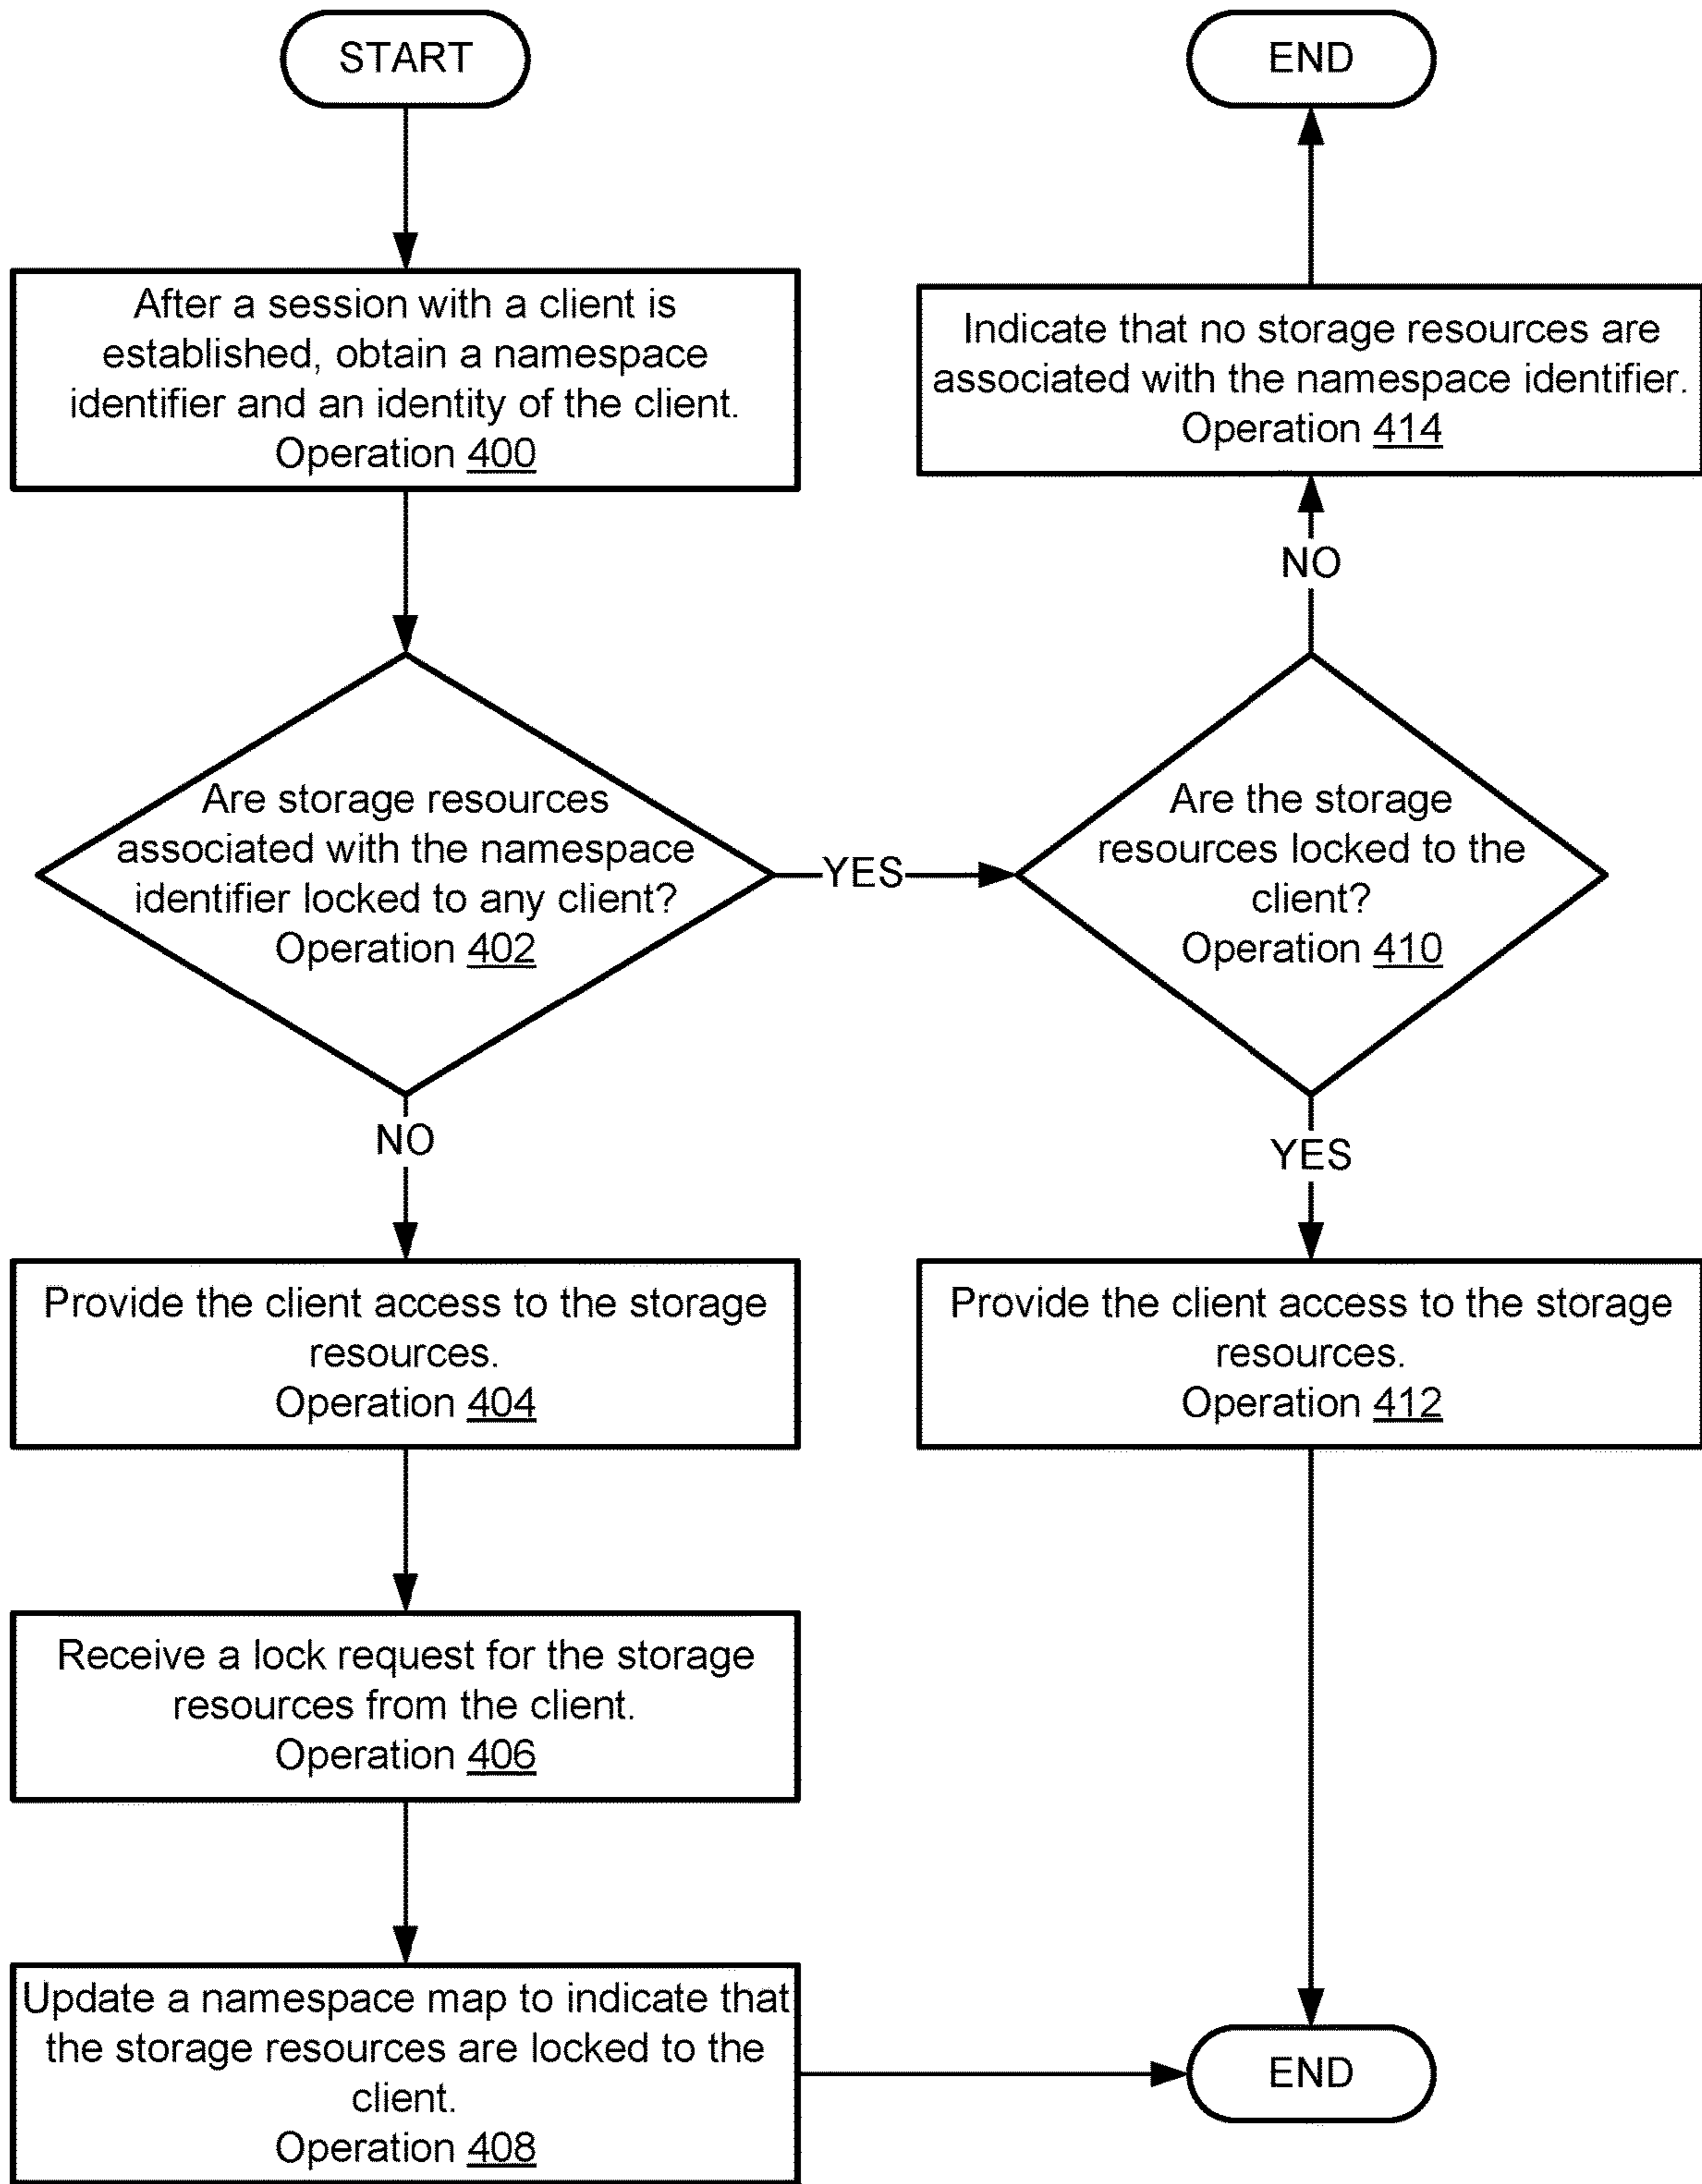 START
After a session with a client is
established, obtain a namespace
identifier and an identity of the client.
Operation 400
Are storage resources
associated with the namespace
identifier locked to any client?
Operation 402
NO
Provide the client access to the storage
resources.
Operation 404
Receive a lock request for the storage
resources from the client.
Operation 406
Update a namespace map to indicate that
the storage resources are locked to the
client.
Operation 408
YES
END
Indicate that no storage resources are
associated with the namespace identifier.
Operation 414
NO
Are the storage
resources locked to the
client?
Operation 410
YES
Provide the client access to the storage
resources.
Operation 412
END